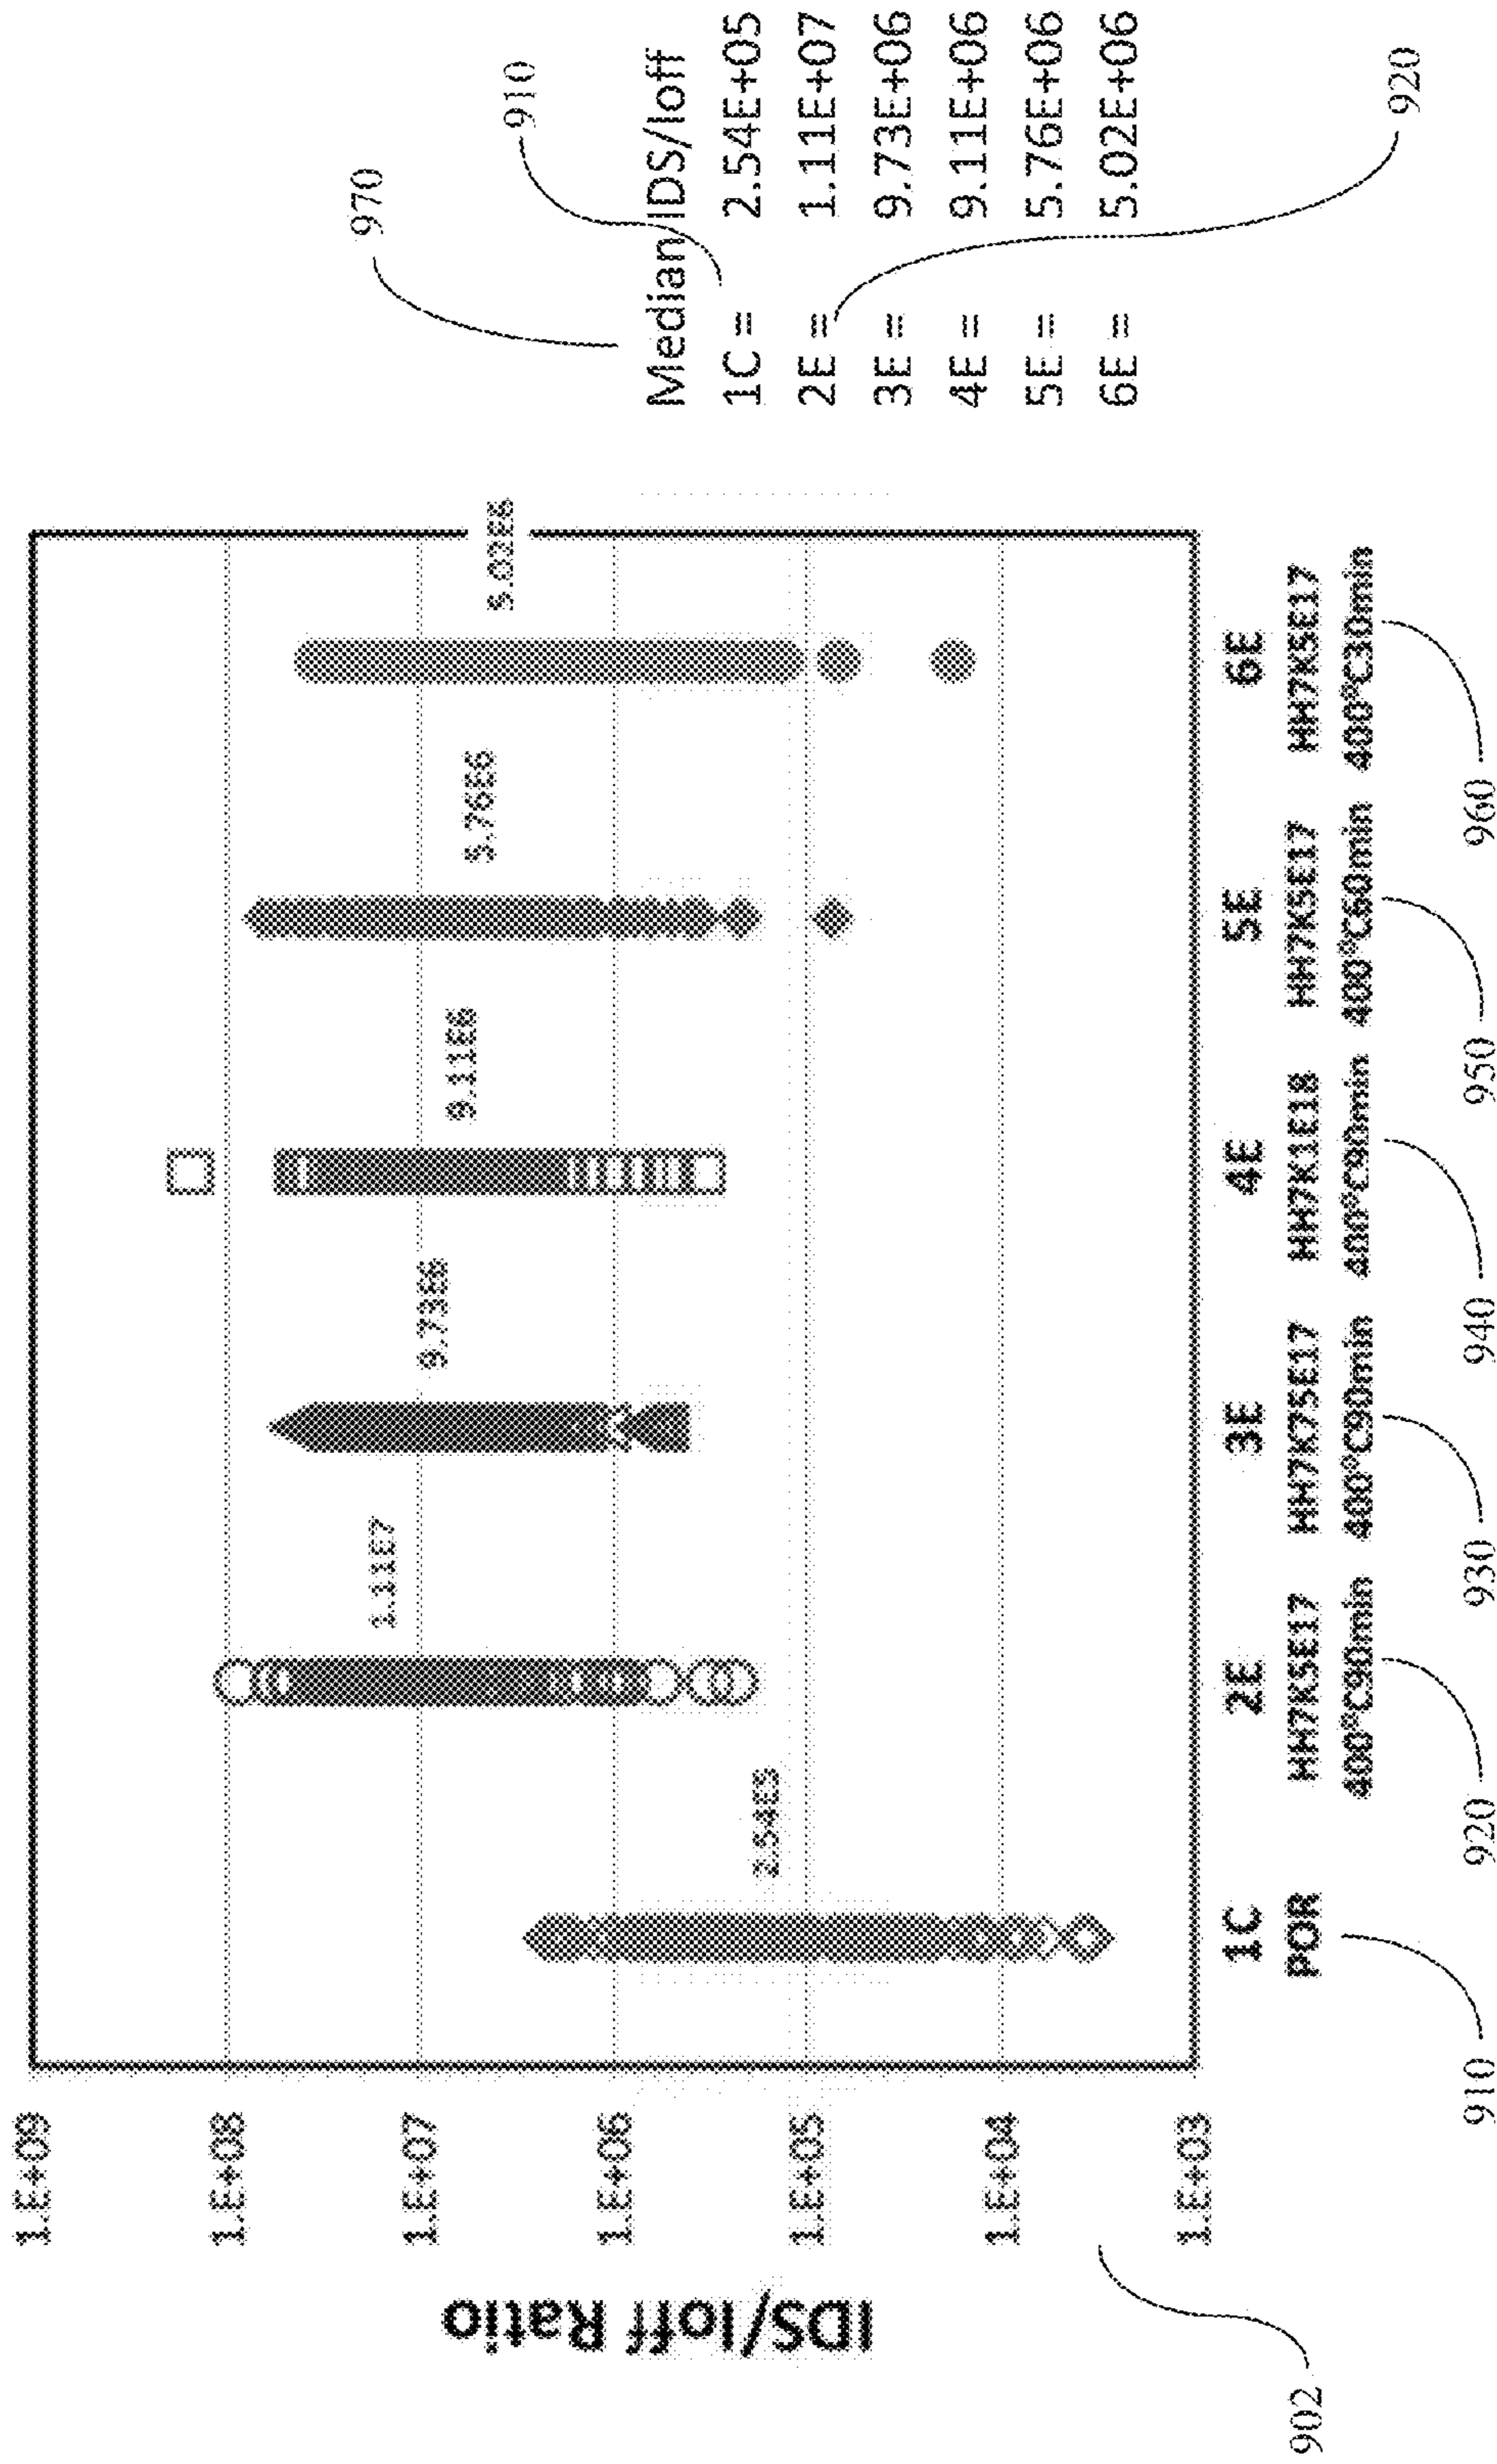 IDS/Ioff Ratio
1.E+09
1.E+08
1.E+07
1.E+06
1.E+05
1.E+04
1.E+03
902
2.54E5
1.11E7
9.73E6
9.11E6
5.76E6
5.02E6
1C
POR
910
2E
HH7K5E17
400°C90min
920
3E
HH7K75E17
400°C90min
930
4E
HH7K1E18
400°C90min
940
5E
HH7K5E17
400°C60min
950
6E
HH7K5E17
400°C30min
960
970
910
Median IDS/Ioff
1C = 2.54E+05
2E = 1.11E+07
3E = 9.73E+06
4E = 9.11E+06
5E = 5.76E+06
6E = 5.02E+06
920